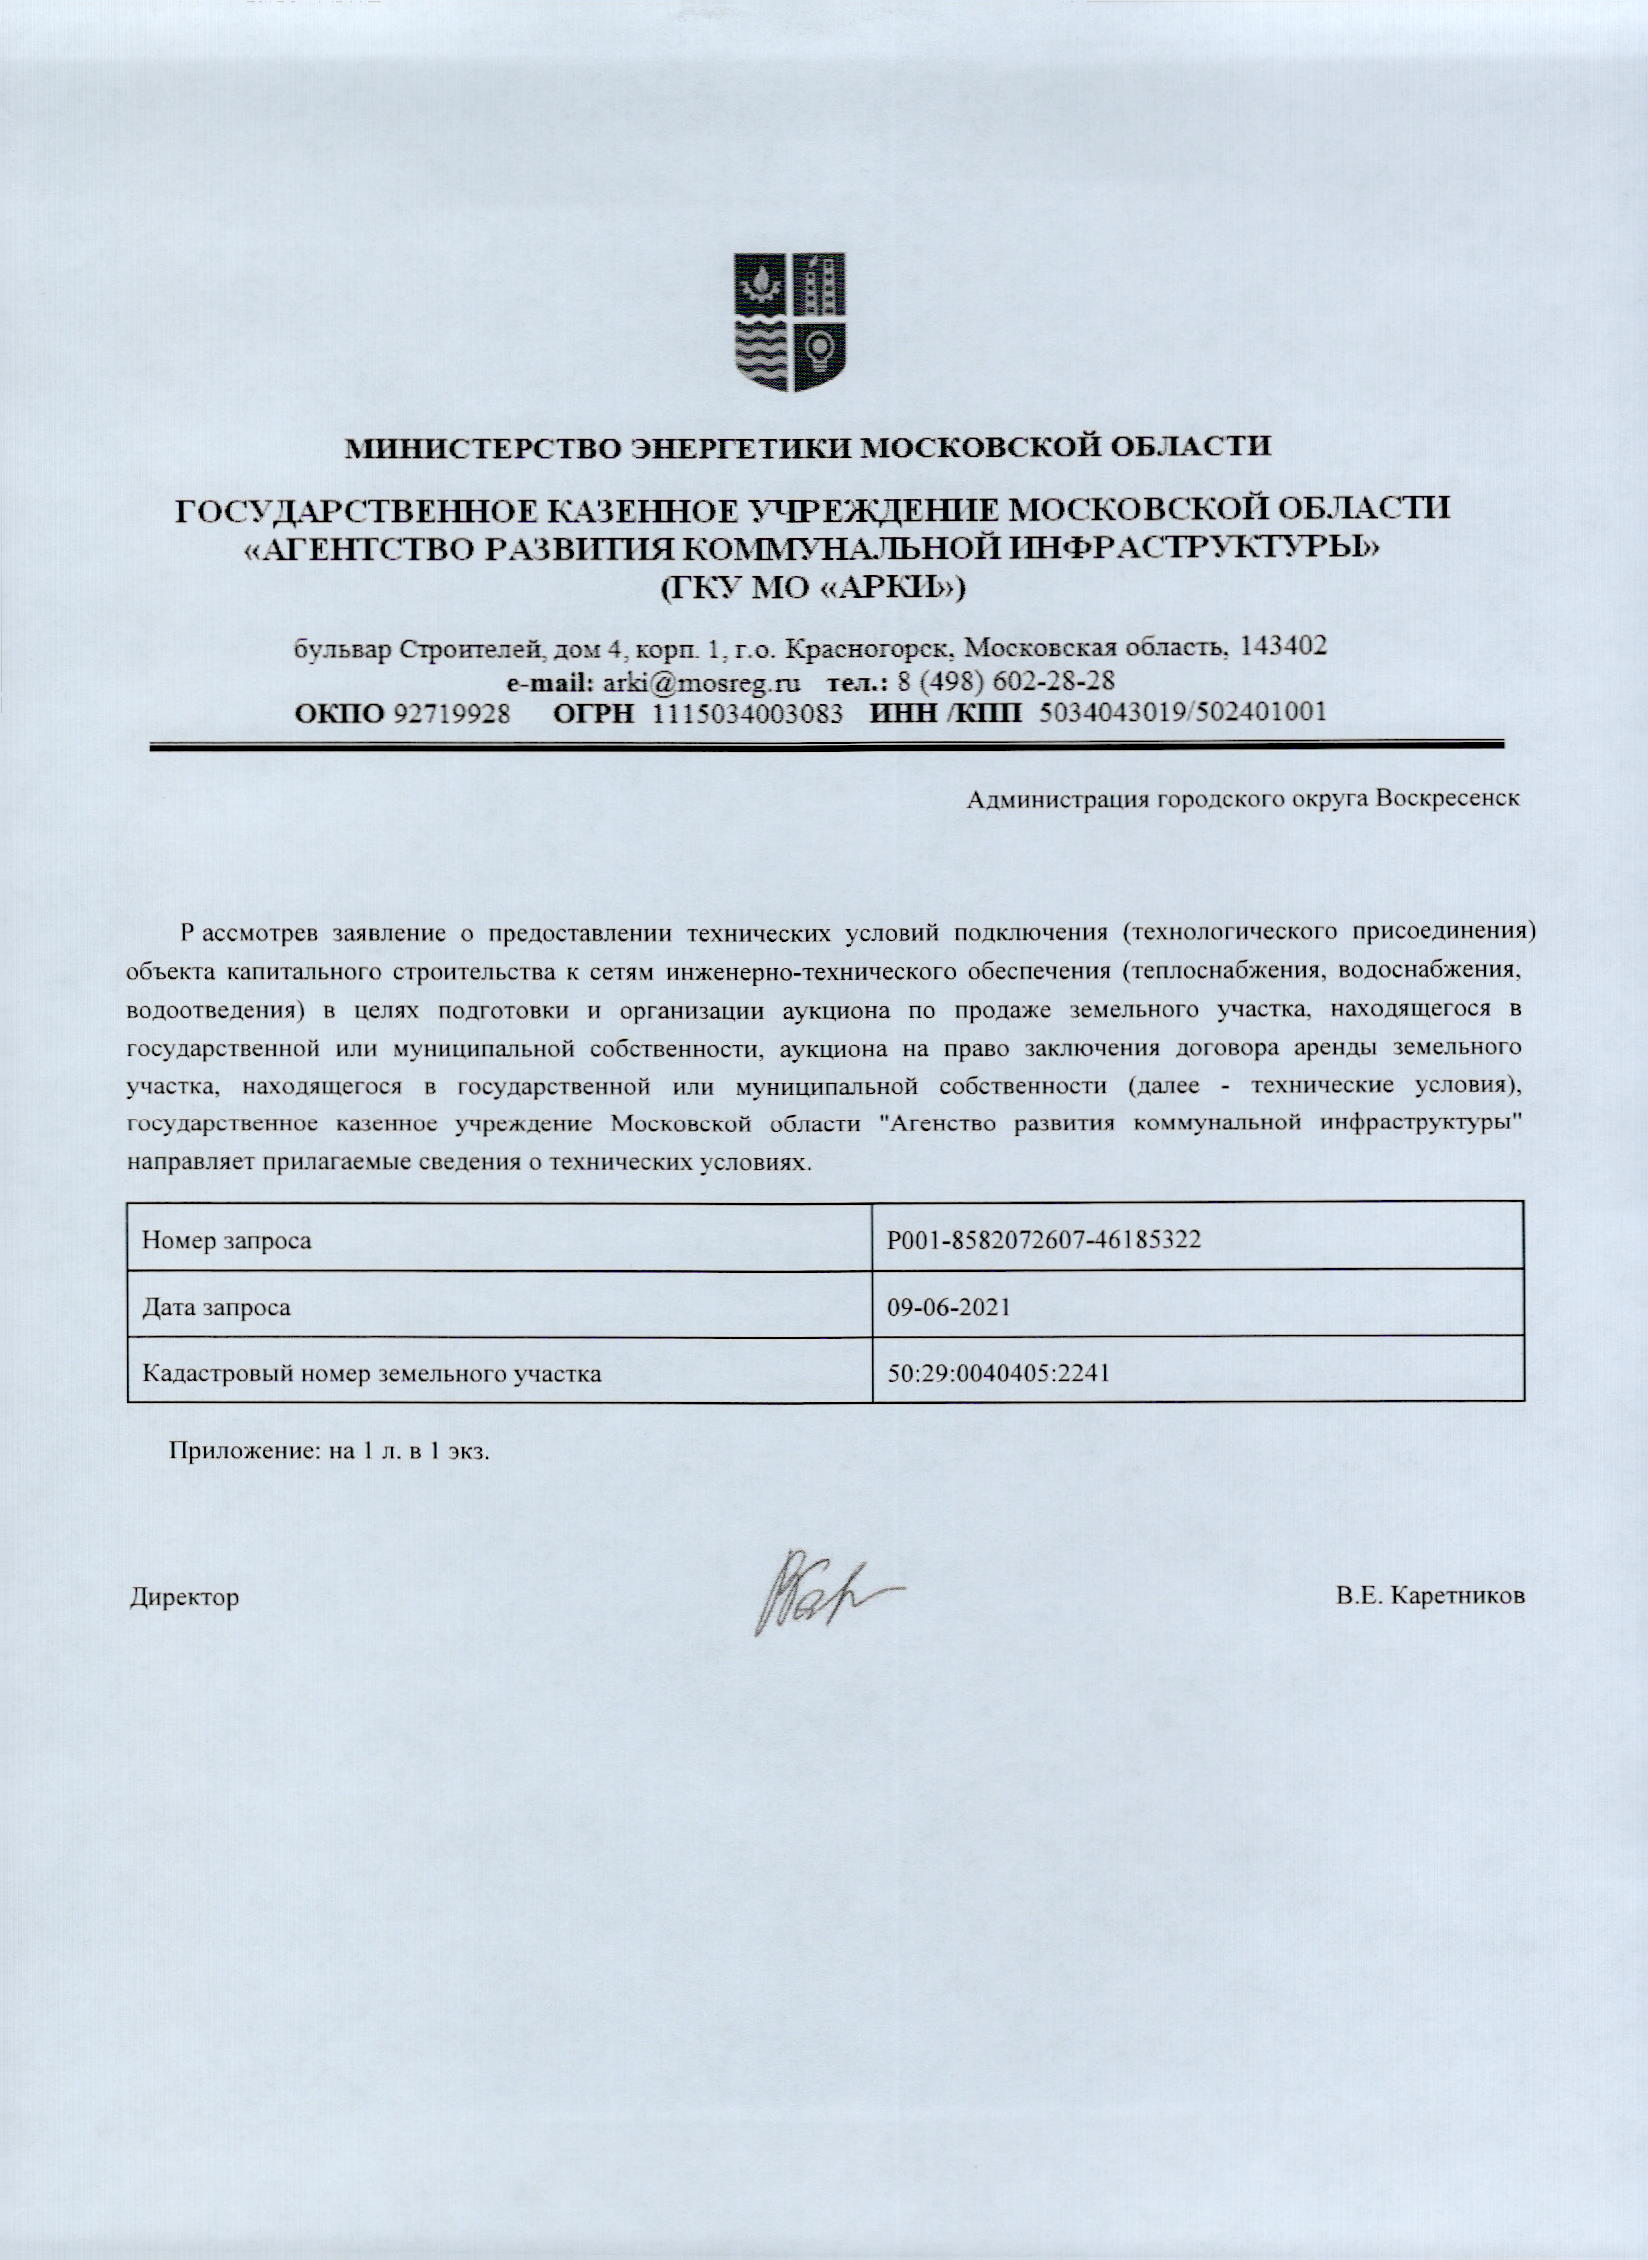 МИНИСТЕРСТВО ЭНЕРГЕТИКИ МОСКОВСКОЙ ОБЛАСТИ
ГОСУДАРСТВЕННОЕ КАЗЕННОЕ УЧРЕЖДЕНИЕ МОСКОВСКОЙ ОБЛАСТИ
«АГЕНТСТВО РАЗВИТИЯ КОММУНАЛЬНОЙ ИНФРАСТРУКТУРЫ»
(ГКУ МО «АРКИ»)
бульвар Строителей, дом 4, корп. 1, г.о. Красногорск, Московская область, 143402
e-mail: arki@mosreg.ru тел.: 8 (498) 602-28-28
ОКПО 92719928 ОГРН 1115034003083 ИНН /КПП 5034043019/502401001
Администрация городского округа Воскресенск
Р ассмотрев заявление о предоставлении технических условий подключения (технологического присоединения)
объекта капитального строительства к сетям инженерно-технического обеспечения (теплоснабжения, водоснабжения,
водоотведения) в целях подготовки и организации аукциона по продаже земельного участка, находящегося в
государственной или муниципальной собственности, аукциона на право заключения договора аренды земельного
участка, находящегося в государственной или муниципальной собственности (далее - технические условия),
государственное казенное учреждение Московской области "Агенство развития коммунальной инфраструктуры"
направляет прилагаемые сведения о технических условиях.
Номер запроса P001-8582072607-46185322
Дата запроса 09-06-2021
Кадастровый номер земельного участка 50:29:0040405:2241
Приложение: на 1 л. в 1 экз.
Директор В.Е. Каретников